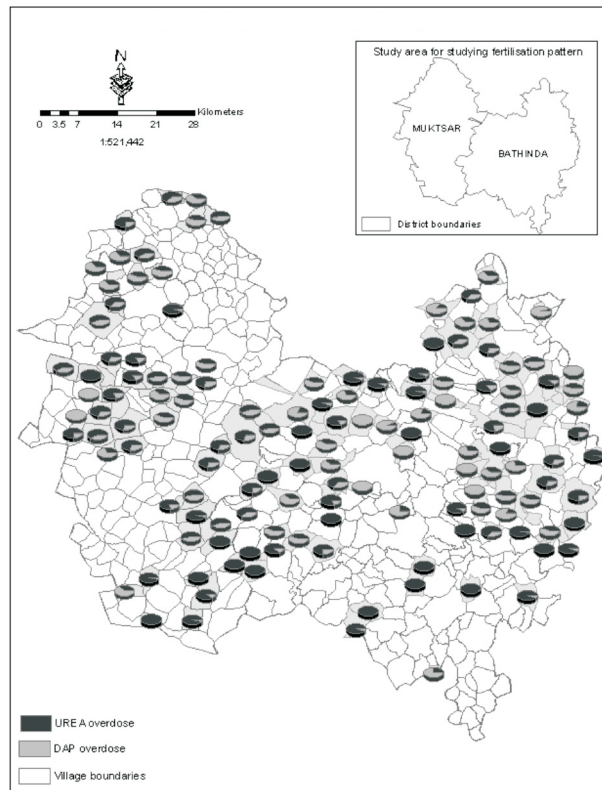 N
Kilometers
0 3.5 7 14 21 28
1:521,442
Study area for studying fertilisation pattern
MUKTSAR
BATHINDA
District boundaries
UREA overdose
DAP overdose
Village boundaries